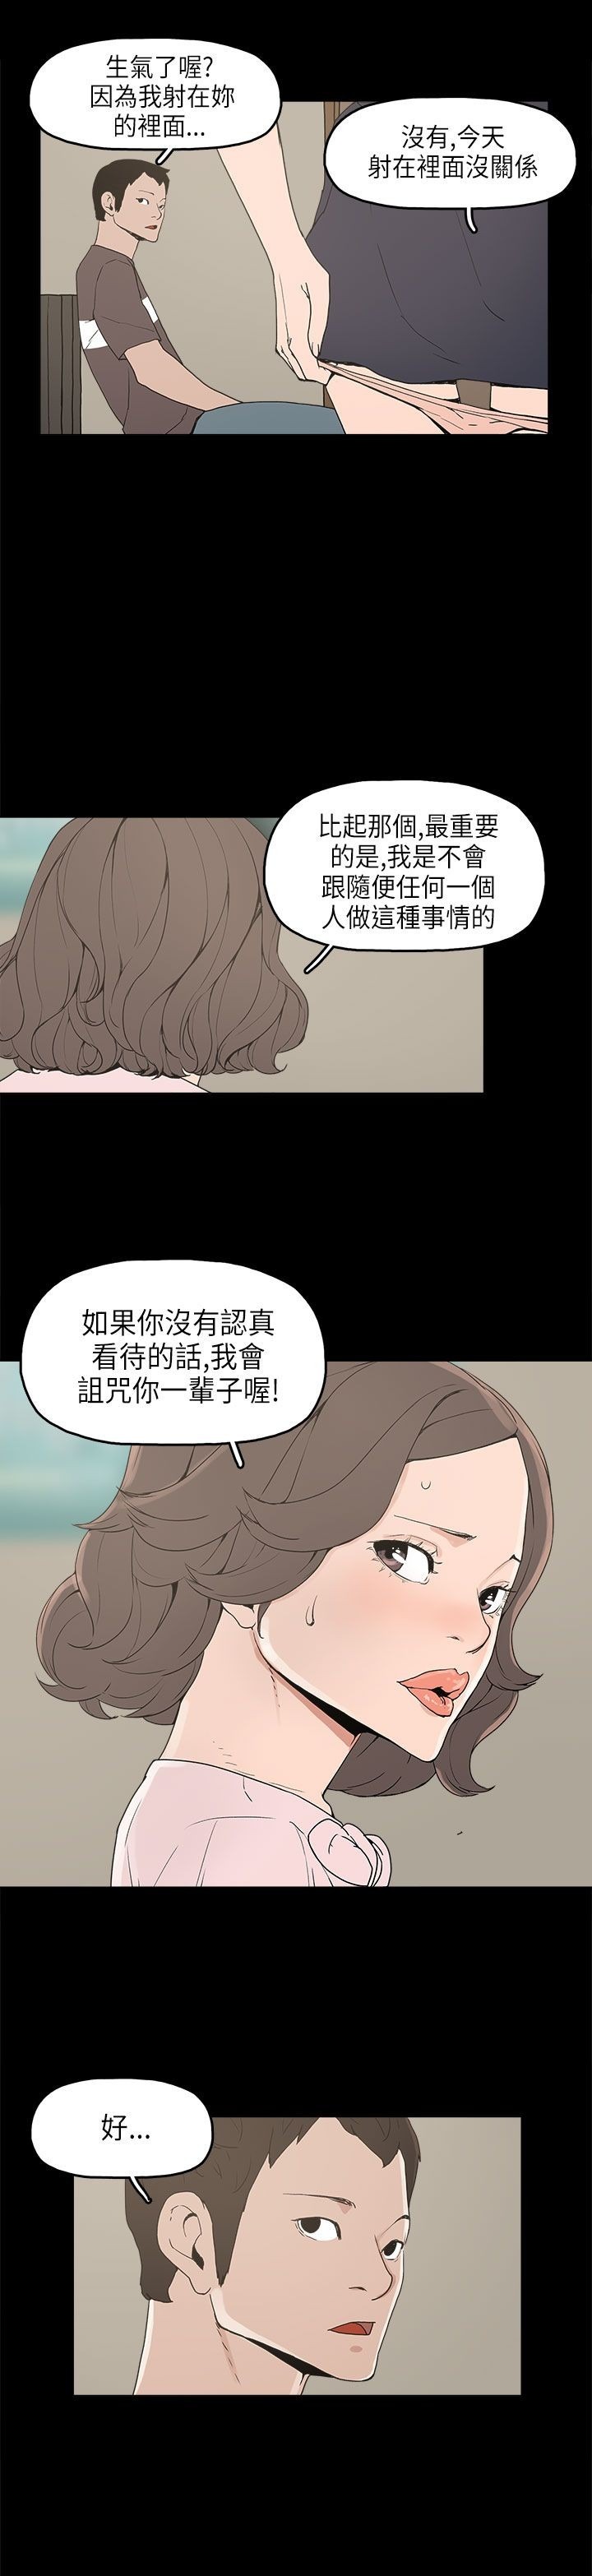 生氣了喔?
因為我射在妳
的裡面...
沒有,今天
射在裡面沒關係
比起那個,最重要
的是,我是不會
跟隨便任何一個
人做這種事情的
如果你沒有認真
看待的話,我會
詛咒你一輩子喔!
好...